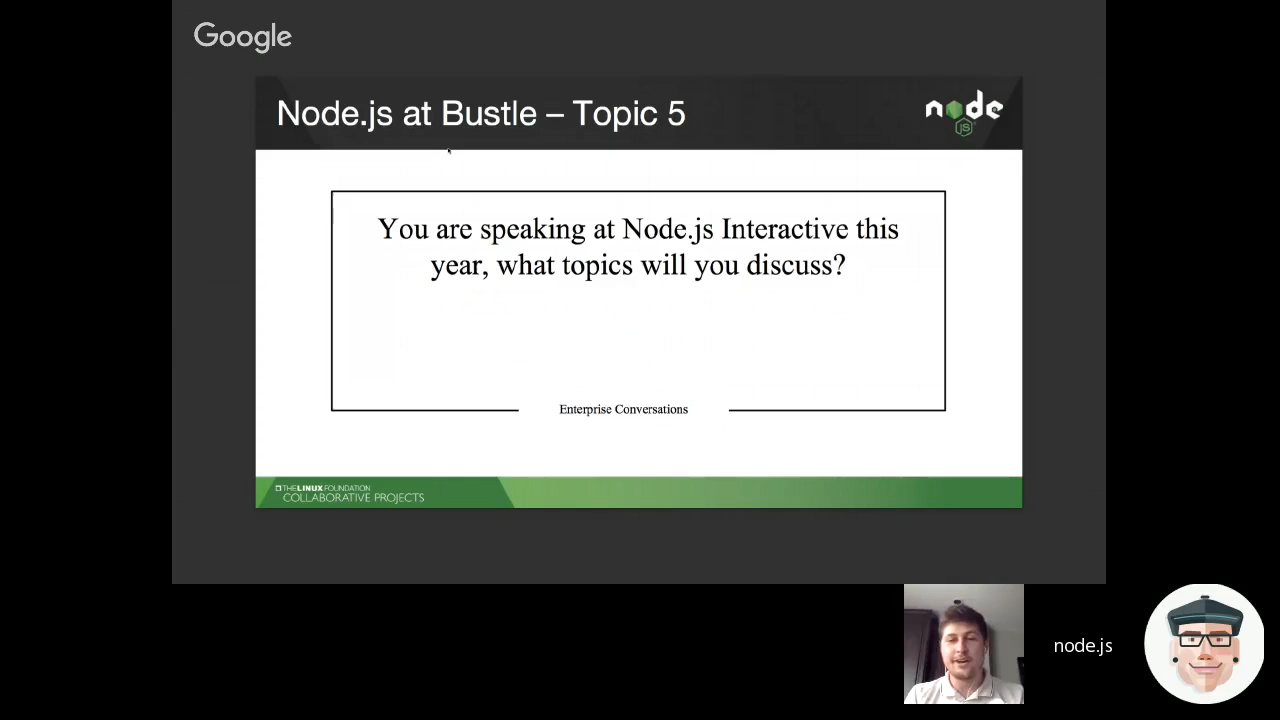 Google
Node.js at Bustle – Topic 5
node
JS
You are speaking at Node.js Interactive this
year, what topics will you discuss?
Enterprise Conversations
THE LINUX FOUNDATION
COLLABORATIVE PROJECTS
node.js